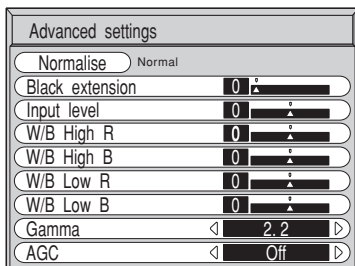 Advanced settings
Normalise Normal
Black extension 0
Input level 0
W/B High R 0
W/B High B 0
W/B Low R 0
W/B Low B 0
Gamma 2.2
AGC Off